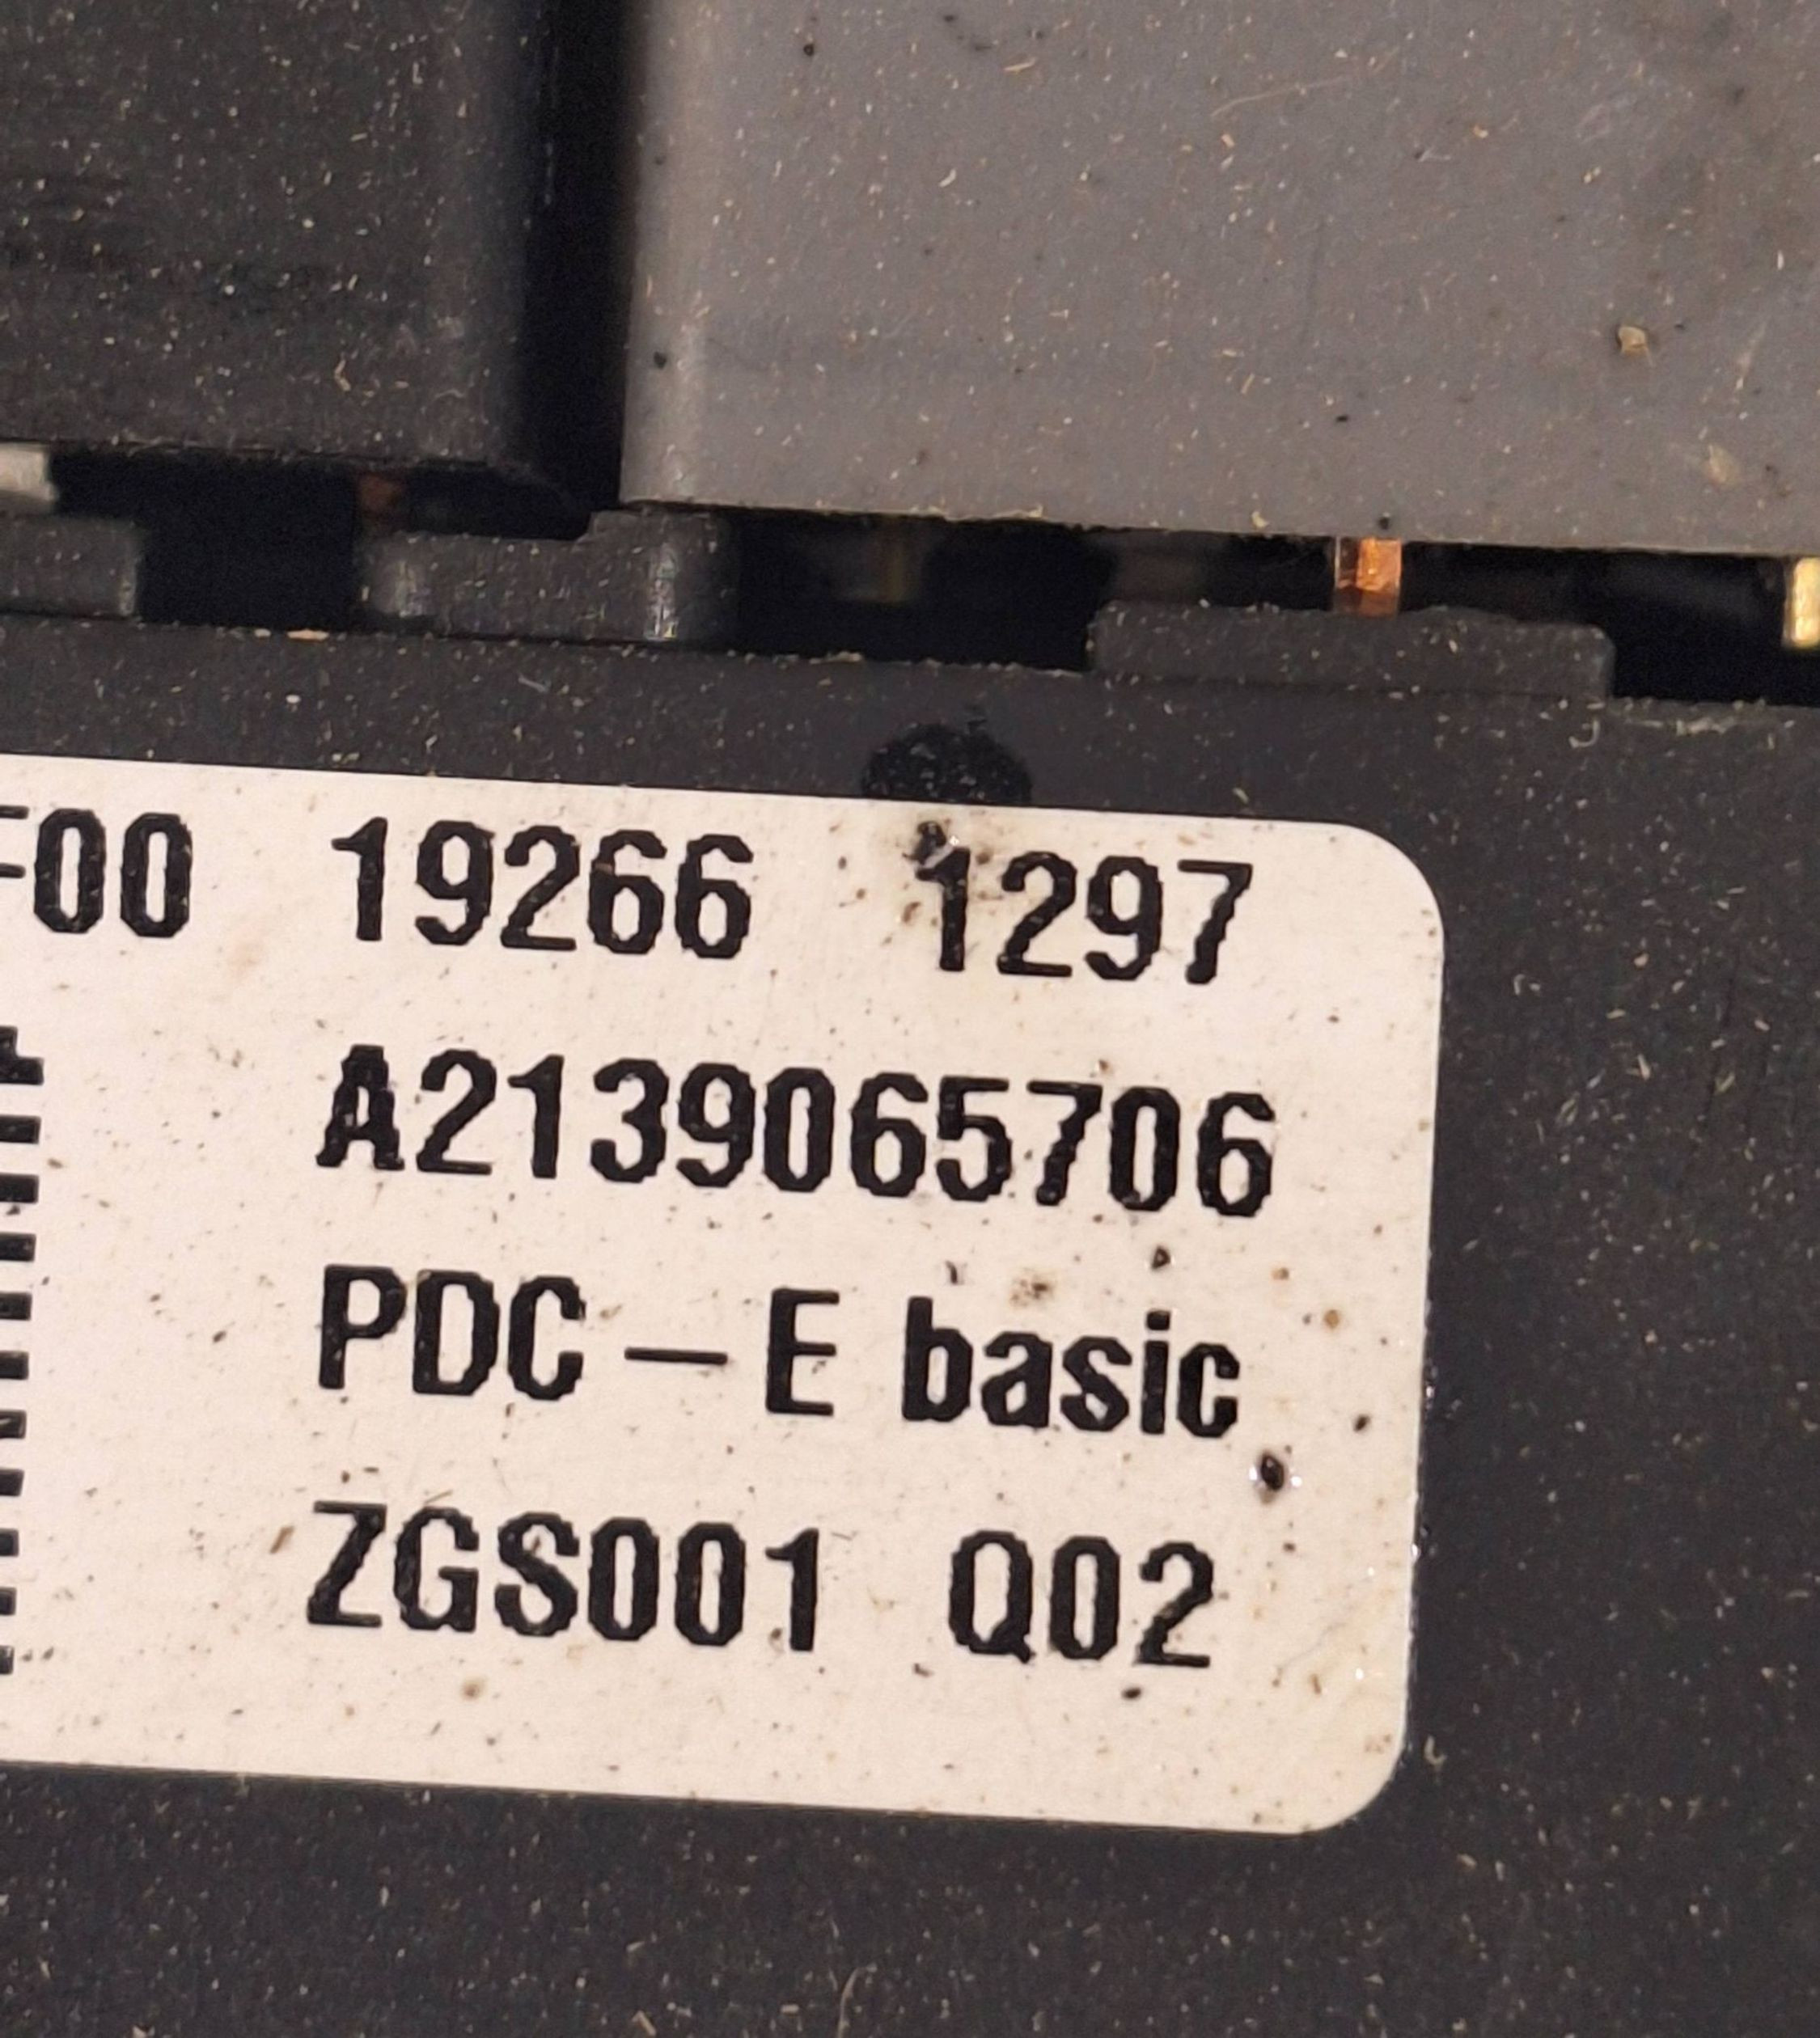 F00 19266 1297
A2139065706
PDC – E basic
ZGS001 Q02